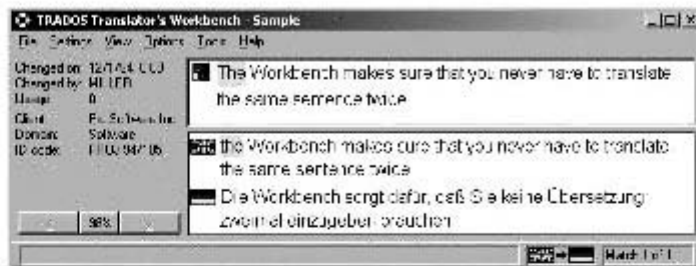 TRADOS Translator's Workbench - Sample
File Settings View Options Tools Help
Changed on:
Changed by: MILLER
Usage: 0
Client
Domain: Software
ID code:
98%
The Workbench makes sure that you never have to translate
the same sentence twice
the Workbench makes sure that you never have to translate
the same sentence twice
Die Workbench sorgt dafür, daß Sie keine Übersetzung
zweimal einzugeben brauchen
Match 1 of 1